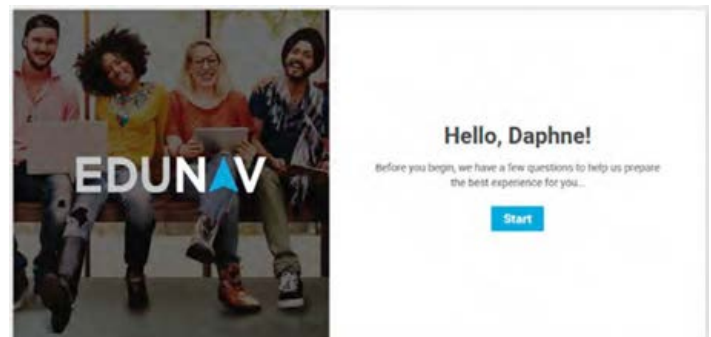 EDUNAV
Hello, Daphne!
Before you begin, we have a few questions to help us prepare
the best experience for you...
Start